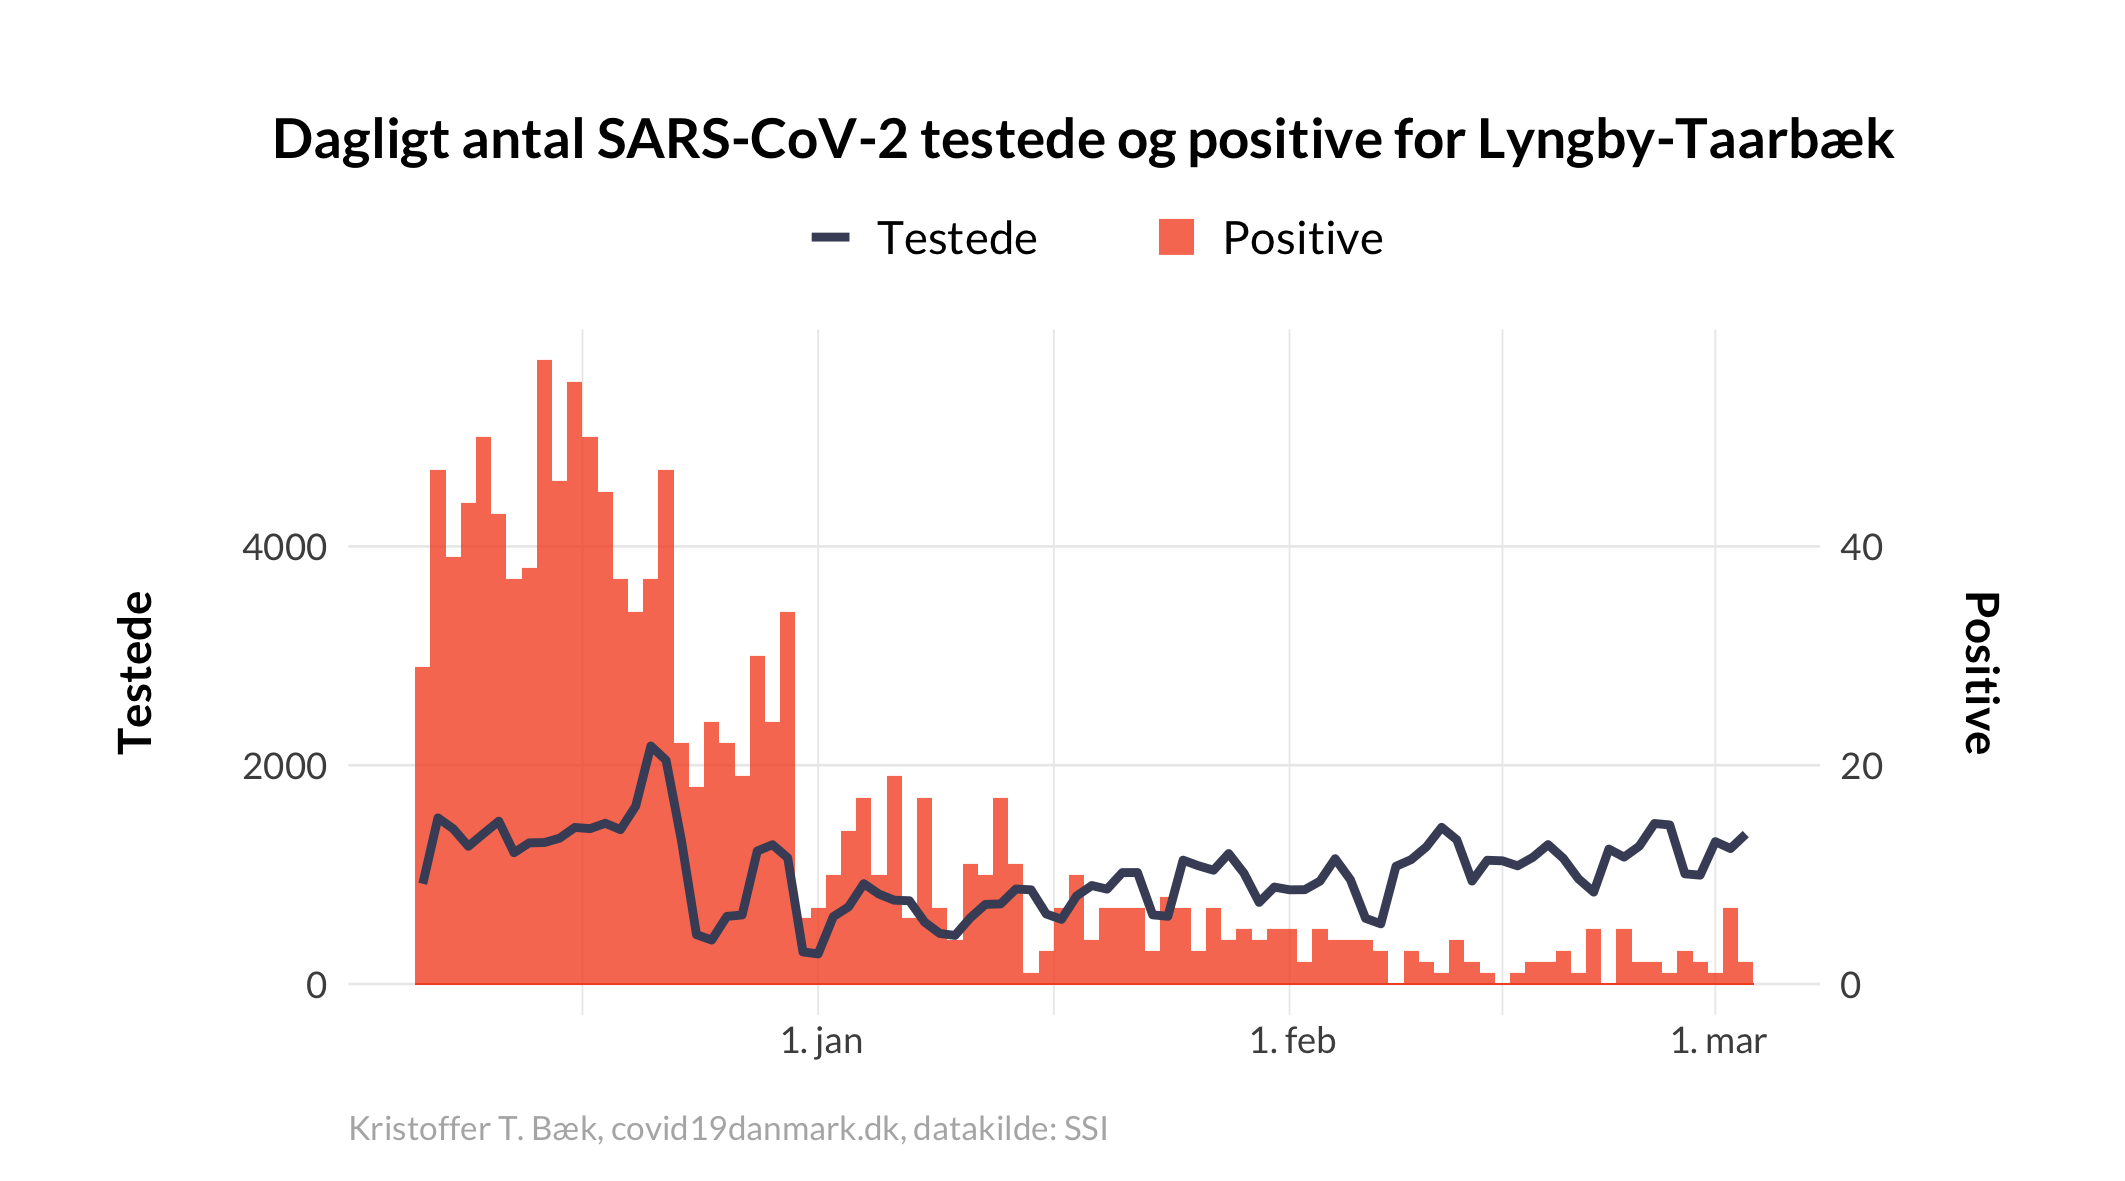 Dagligt antal SARS-CoV-2 testede og positive for Lyngby-Taarbæk
Testede
Positive
4000
2000
0
Testede
40
20
0
Positive
1. jan
1. feb
1. mar
Kristoffer T. Bæk, covid19danmark.dk, datakilde: SSI